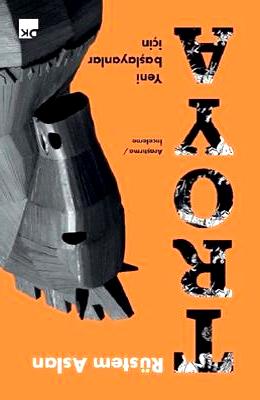 Rüstem Aslan
TROYA
Araştırma /
İnceleme
Yeni
başlayanlar
için
DK